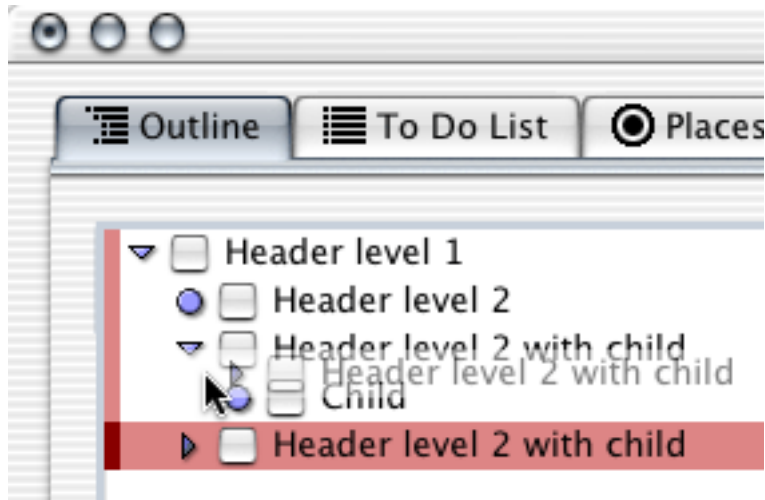 Outline To Do List Places
Header level 1
Header level 2
Header level 2 with child
Header level 2 with child
Child
Header level 2 with child